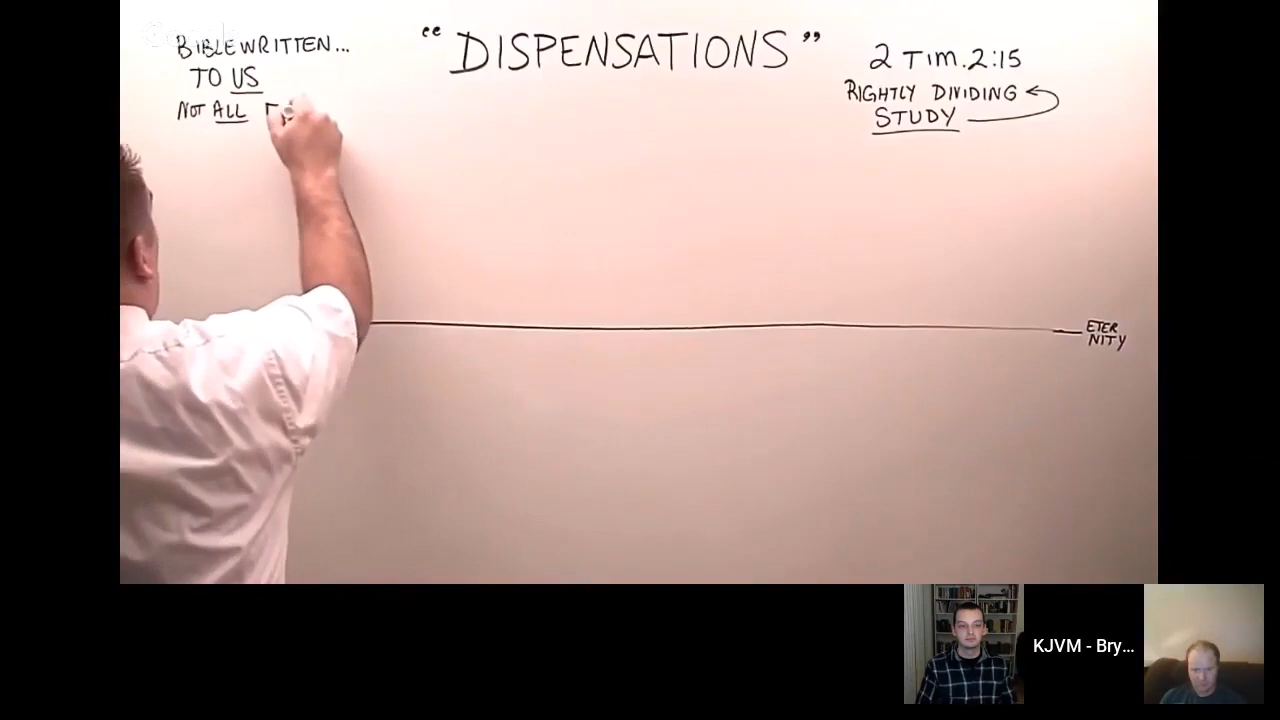 BIBLE WRITTEN...
TO US
NOT ALL
"DISPENSATIONS"
2 TIM. 2:15
RIGHTLY DIVIDING
STUDY
ETER
NITY
KJVM - Bry...